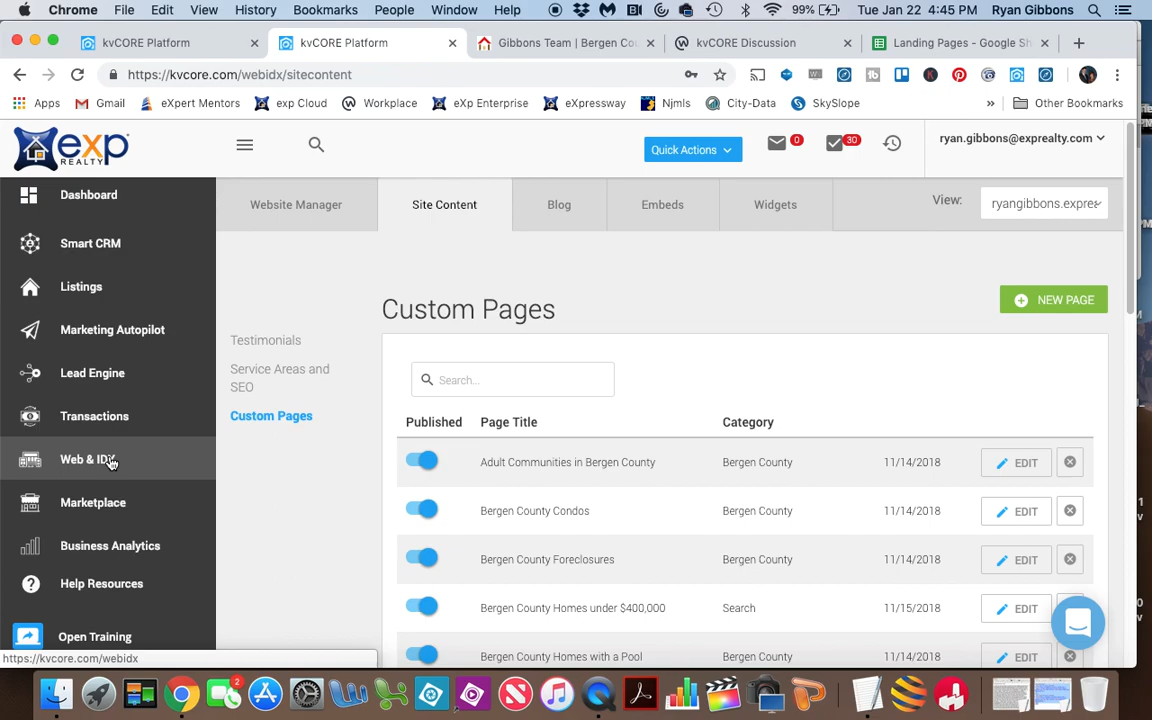 Chrome File Edit View History Bookmarks People Window Help 99% Tue Jan 22 4:45 PM Ryan Gibbons
kvCORE Platform kvCORE Platform Gibbons Team | Bergen Co kvCORE Discussion Landing Pages - Google Sh
https://kvcore.com/webidx/sitecontent
Apps Gmail eXpert Mentors exp Cloud Workplace eXp Enterprise eXpressway Njmls City-Data SkySlope » Other Bookmarks
exp REALTY
Quick Actions 0 30 ryan.gibbons@exprealty.com
Dashboard
Smart CRM
Listings
Marketing Autopilot
Lead Engine
Transactions
Web & IDX
Marketplace
Business Analytics
Help Resources
Open Training
https://kvcore.com/webidx
Website Manager Site Content Blog Embeds Widgets View: ryangibbons.expre
Testimonials
Service Areas and
SEO
Custom Pages
Custom Pages NEW PAGE
Search...
Published Page Title Category
Adult Communities in Bergen County Bergen County 11/14/2018 EDIT
Bergen County Condos Bergen County 11/14/2018 EDIT
Bergen County Foreclosures Bergen County 11/14/2018 EDIT
Bergen County Homes under $400,000 Search 11/15/2018 EDIT
Bergen County Homes with a Pool Bergen County 11/14/2018 EDIT
2